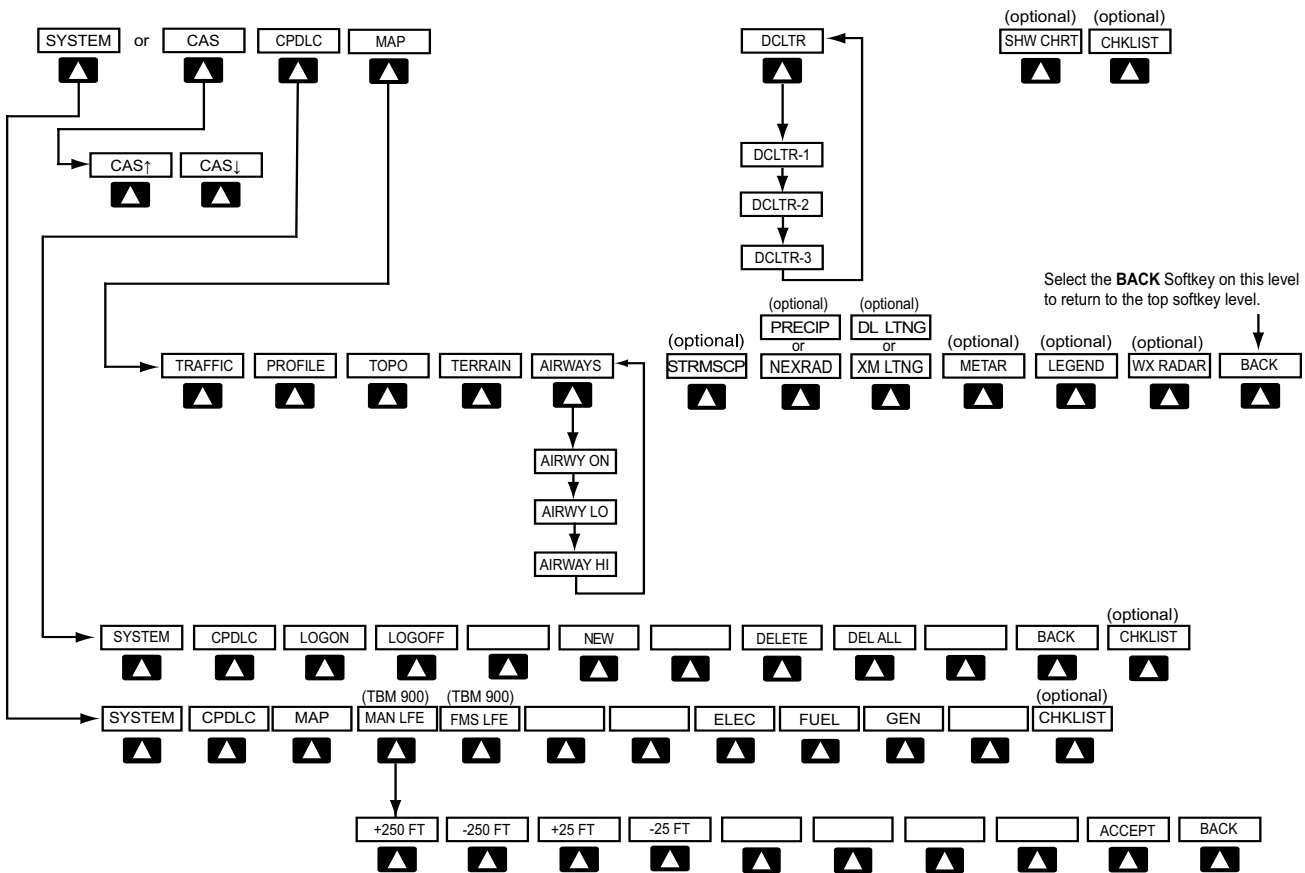 (optional) (optional)
SYSTEM or CAS CPDLC MAP DCLTR SHW CHRT CHKLIST
CAS↑ CAS↓ DCLTR-1
DCLTR-2
DCLTR-3
Select the BACK Softkey on this level
to return to the top softkey level.
(optional) (optional)
PRECIP DL LTNG
(optional) or or (optional) (optional) (optional)
TRAFFIC PROFILE TOPO TERRAIN AIRWAYS STRMSCP NEXRAD XM LTNG METAR LEGEND WX RADAR BACK
AIRWY ON
AIRWY LO
AIRWAY HI
(optional)
SYSTEM CPDLC LOGON LOGOFF NEW DELETE DEL ALL BACK CHKLIST
(TBM 900) (TBM 900) (optional)
SYSTEM CPDLC MAP MAN LFE FMS LFE ELEC FUEL GEN CHKLIST
+250 FT -250 FT +25 FT -25 FT ACCEPT BACK